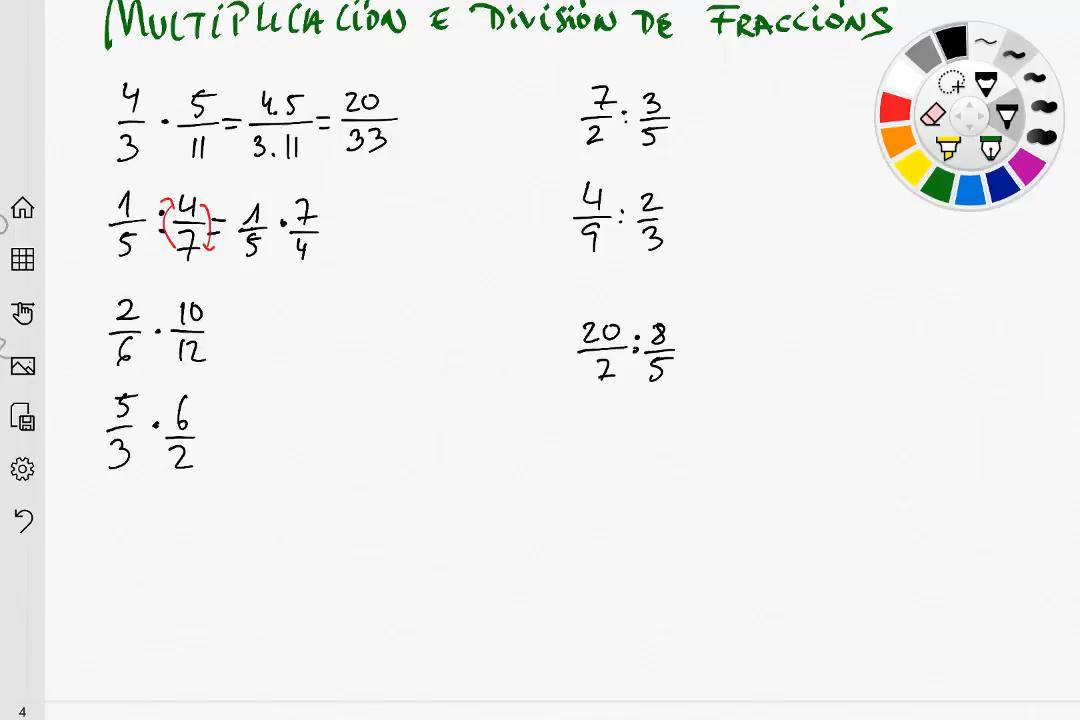 MULTIPLICACIÓN E DIVISIÓN DE FRACCIÓNS
4/3 · 5/11 = 4.5/3.11 = 20/33
1/5 : 4/7 = 1/5 · 7/4
2/6 · 10/12
5/3 · 6/2
7/2 : 3/5
4/9 : 2/3
20/2 : 8/5
4